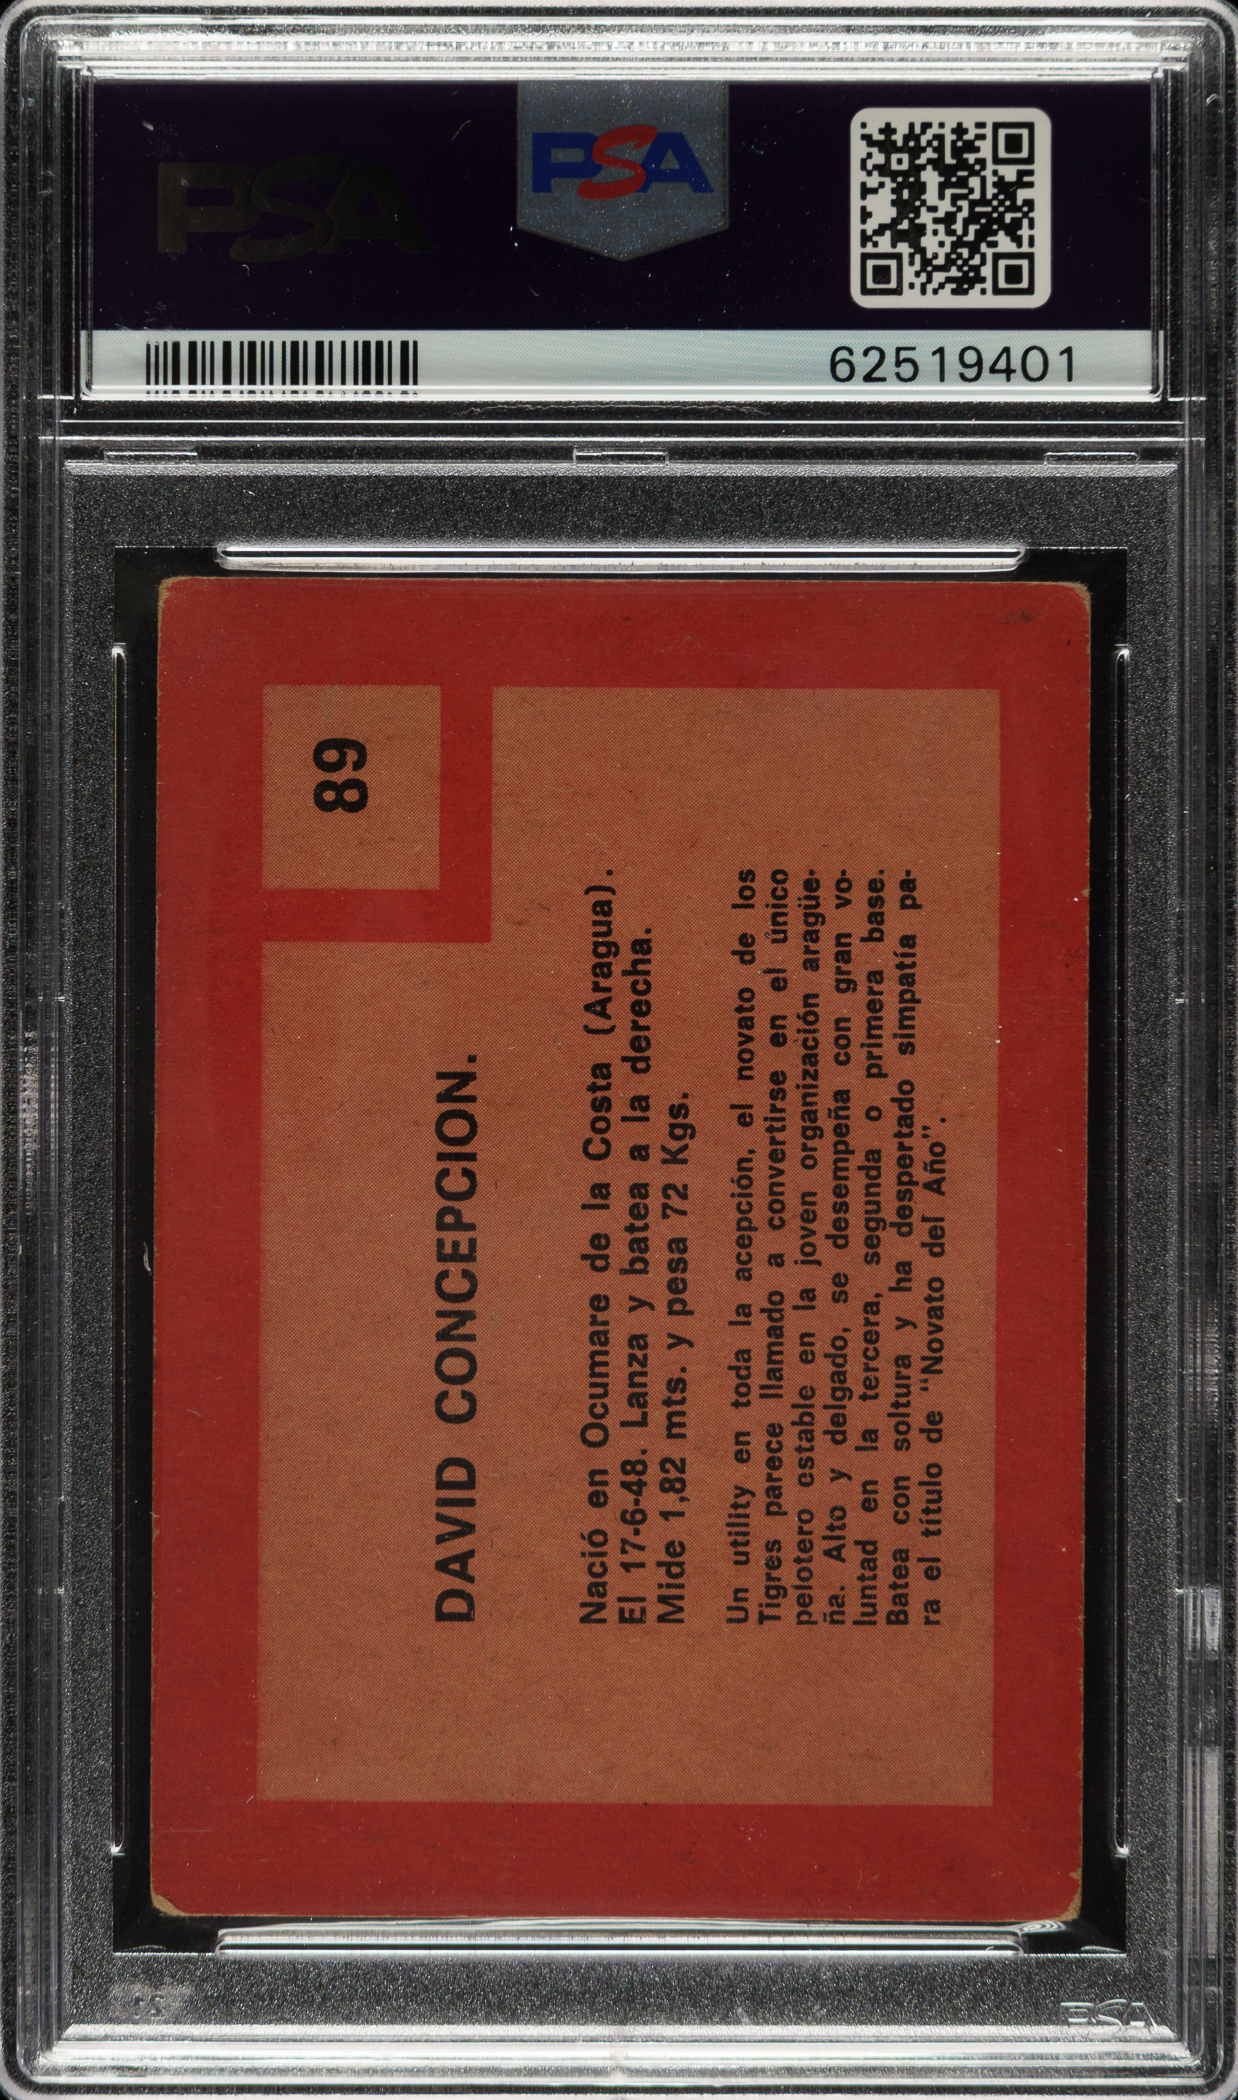 PSA
PSA
62519401
89
DAVID CONCEPCION.
Nació en Ocumare de la Costa (Aragua).
El 17-6-48. Lanza y batea a la derecha.
Mide 1,82 mts. y pesa 72 Kgs.
Un utility en toda la acepción, el novato de los
Tigres parece llamado a convertirse en el único
pelotero estable en la joven organización aragüe-
ña. Alto y delgado, se desempeña con gran vo-
luntad en la tercera, segunda o primera base.
Batea con soltura y ha despertado simpatía pa-
ra el título de "Novato del Año".
PSA